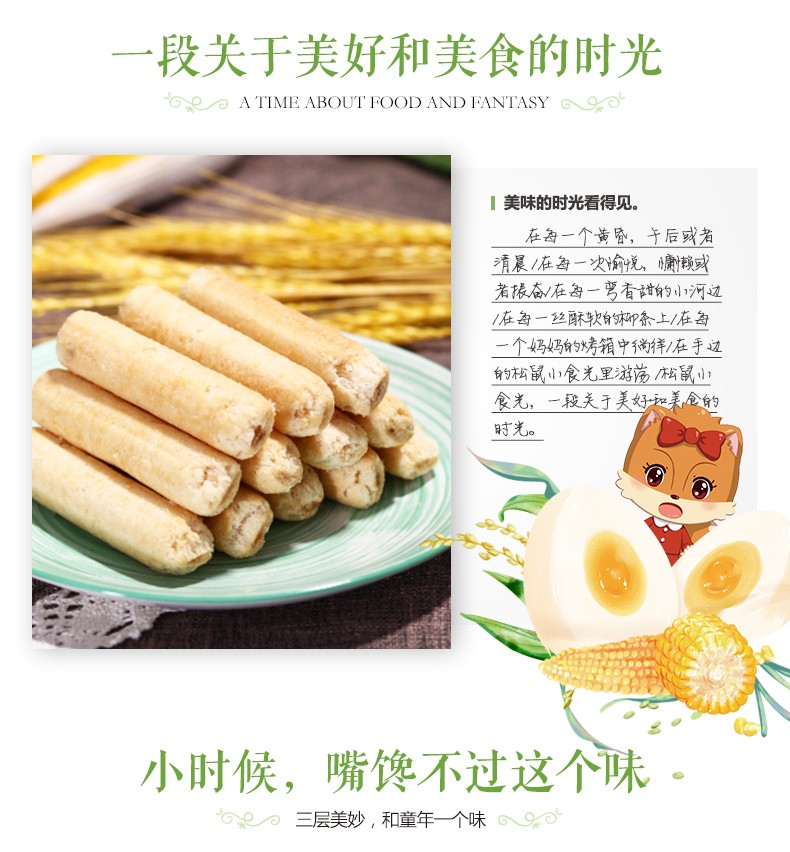 一段关于美好和美食的时光
A TIME ABOUT FOOD AND FANTASY
美味的时光看得见。
在每一个黄昏，午后或者
清晨/在每一次愉悦，慵懒或
者振奋/在每一弯香甜的小河边
/在每一丝酥软的柳条上/在每
一个妈妈的烤箱中徜徉/在手边
的松鼠小食光里游荡/松鼠小
食光，一段关于美好和美食的
时光。
小时候，嘴馋不过这个味
三层美妙，和童年一个味